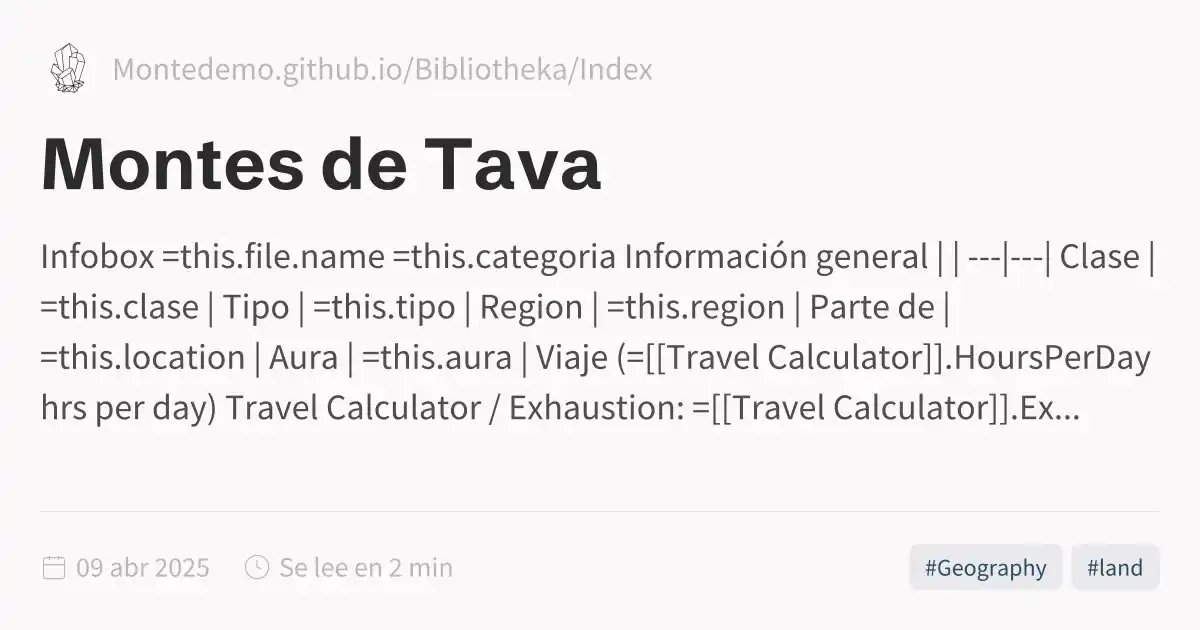 Montedemo.github.io/Bibliotheka/Index
Montes de Tava
Infobox =this.file.name =this.categoria Información general | | ---|---| Clase |
=this.clase | Tipo | =this.tipo | Region | =this.region | Parte de |
=this.location | Aura | =this.aura | Viaje (=[[Travel Calculator]].HoursPerDay
hrs per day) Travel Calculator / Exhaustion: =[[Travel Calculator]].Ex...
09 abr 2025 Se lee en 2 min #Geography #land